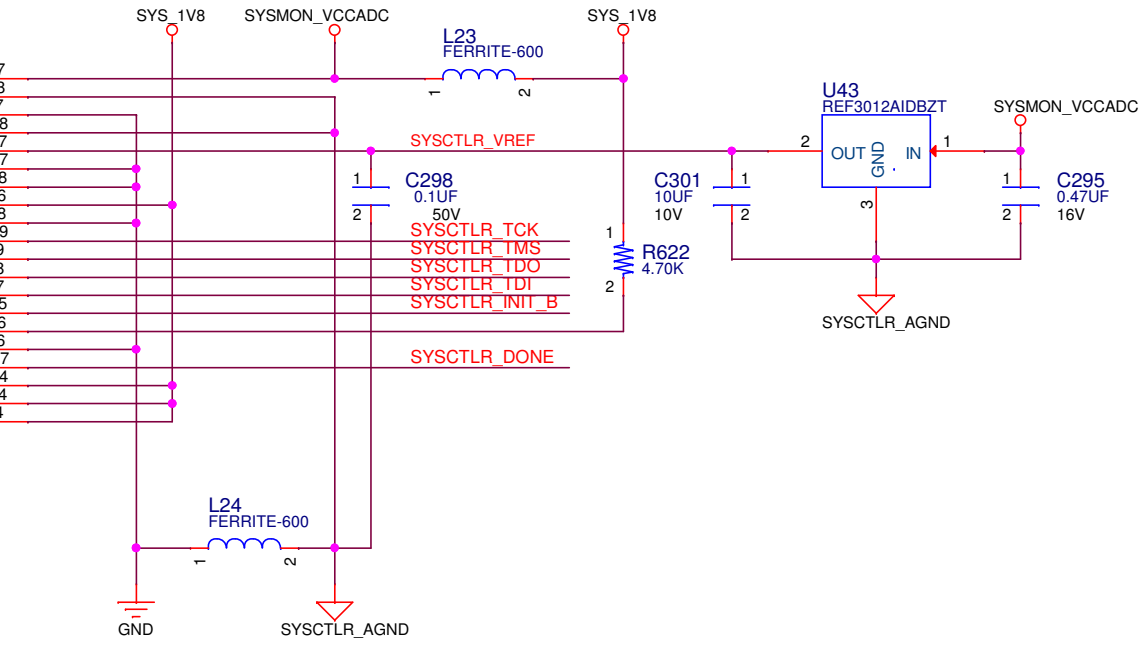 SYS_1V8
SYSMON_VCCADC
SYS_1V8
L23
FERRITE-600
1
2
U43
REF3012AIDBZT
SYSMON_VCCADC
SYSCTLR_VREF
2
OUT
GND
IN
1
3
1
C298
0.1UF
2
50V
C301
1
10UF
10V
2
1
C295
0.47UF
2
16V
SYSCTLR_TCK
SYSCTLR_TMS
SYSCTLR_TDO
SYSCTLR_TDI
SYSCTLR_INIT_B
1
R622
4.70K
2
SYSCTLR_AGND
SYSCTLR_DONE
L24
FERRITE-600
1
2
GND
SYSCTLR_AGND